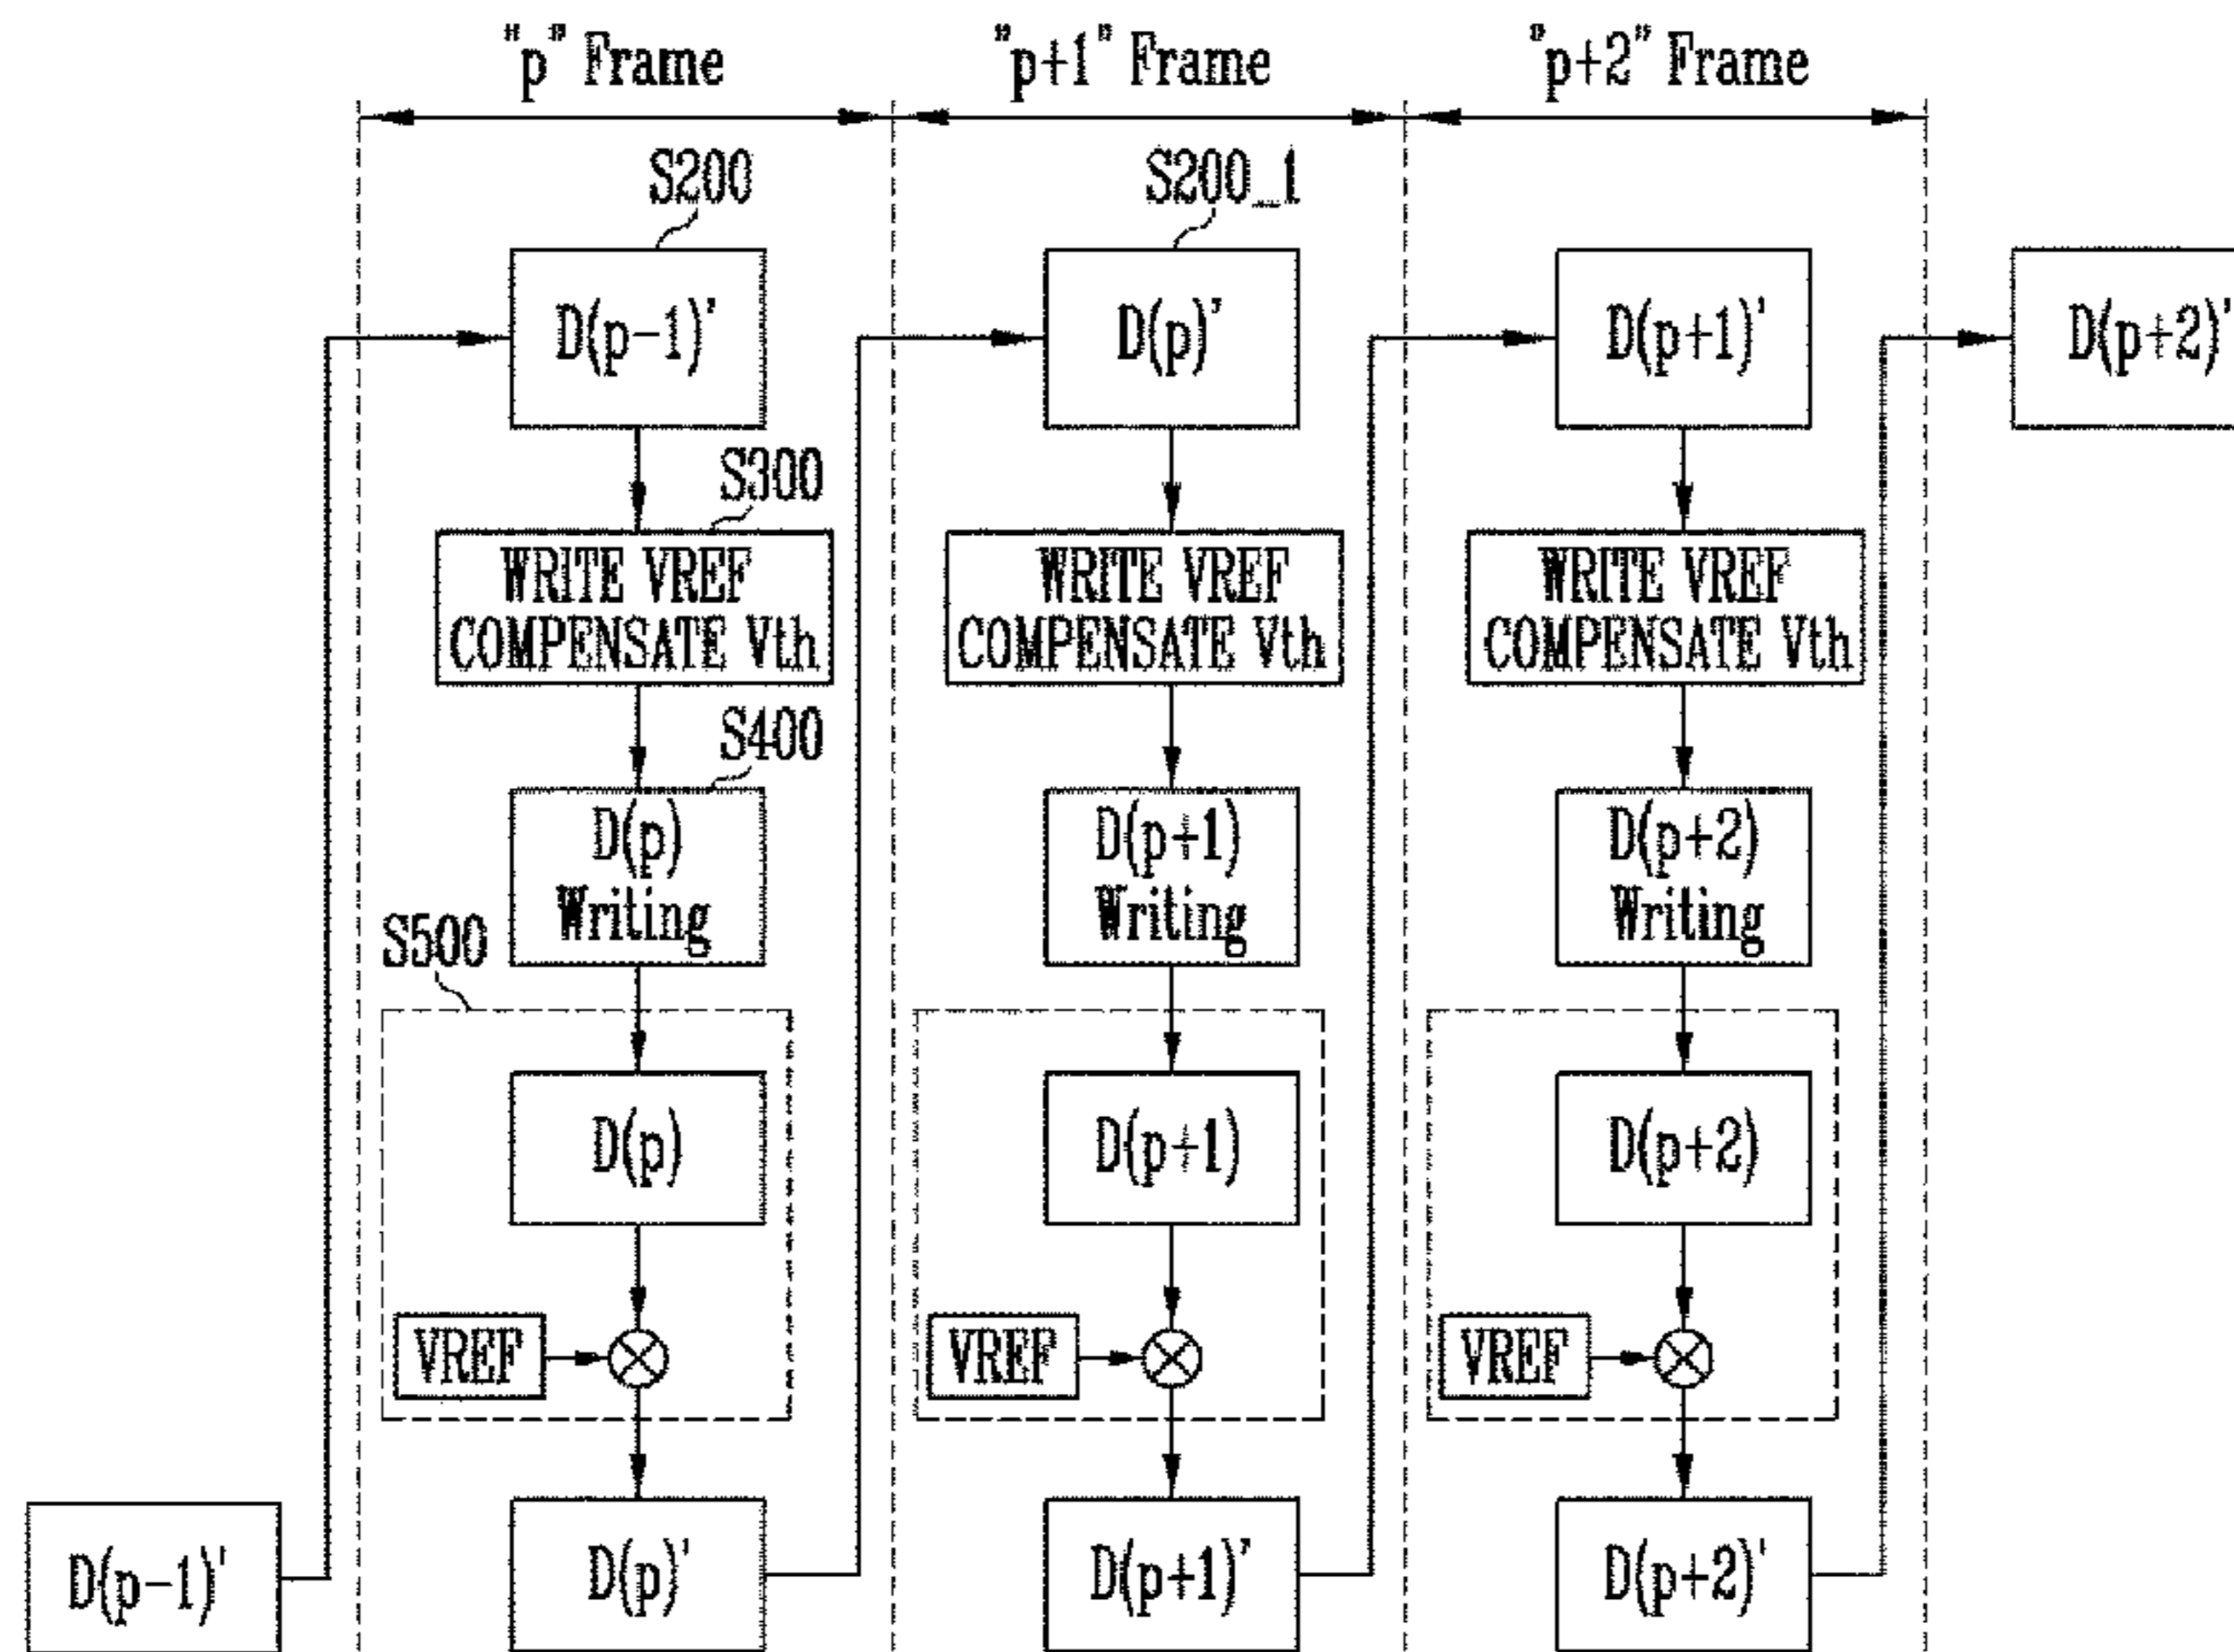 "p" Frame
"p+1" Frame
"p+2" Frame
S200
S200_1
D(p-1)'
D(p)'
D(p+1)'
D(p+2)'
S300
WRITE VREF
COMPENSATE Vth
WRITE VREF
COMPENSATE Vth
WRITE VREF
COMPENSATE Vth
S400
D(p)
Writing
D(p+1)
Writing
D(p+2)
Writing
S500
D(p)
D(p+1)
D(p+2)
VREF
VREF
VREF
D(p-1)'
D(p)'
D(p+1)'
D(p+2)'